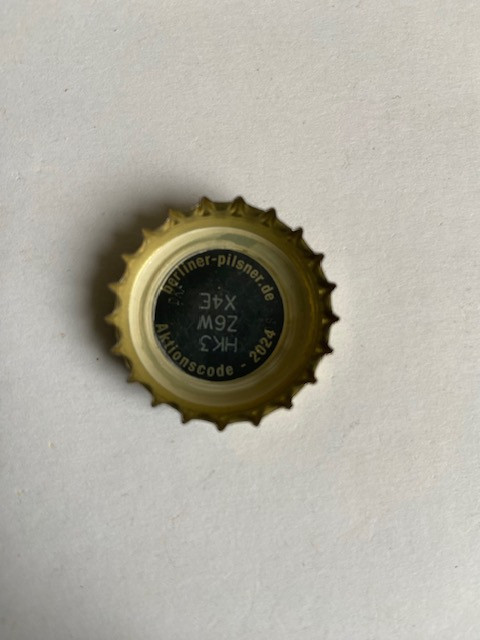 berliner-pilsner.de
HK3
Z6W
X4E
Aktionscode - 2024